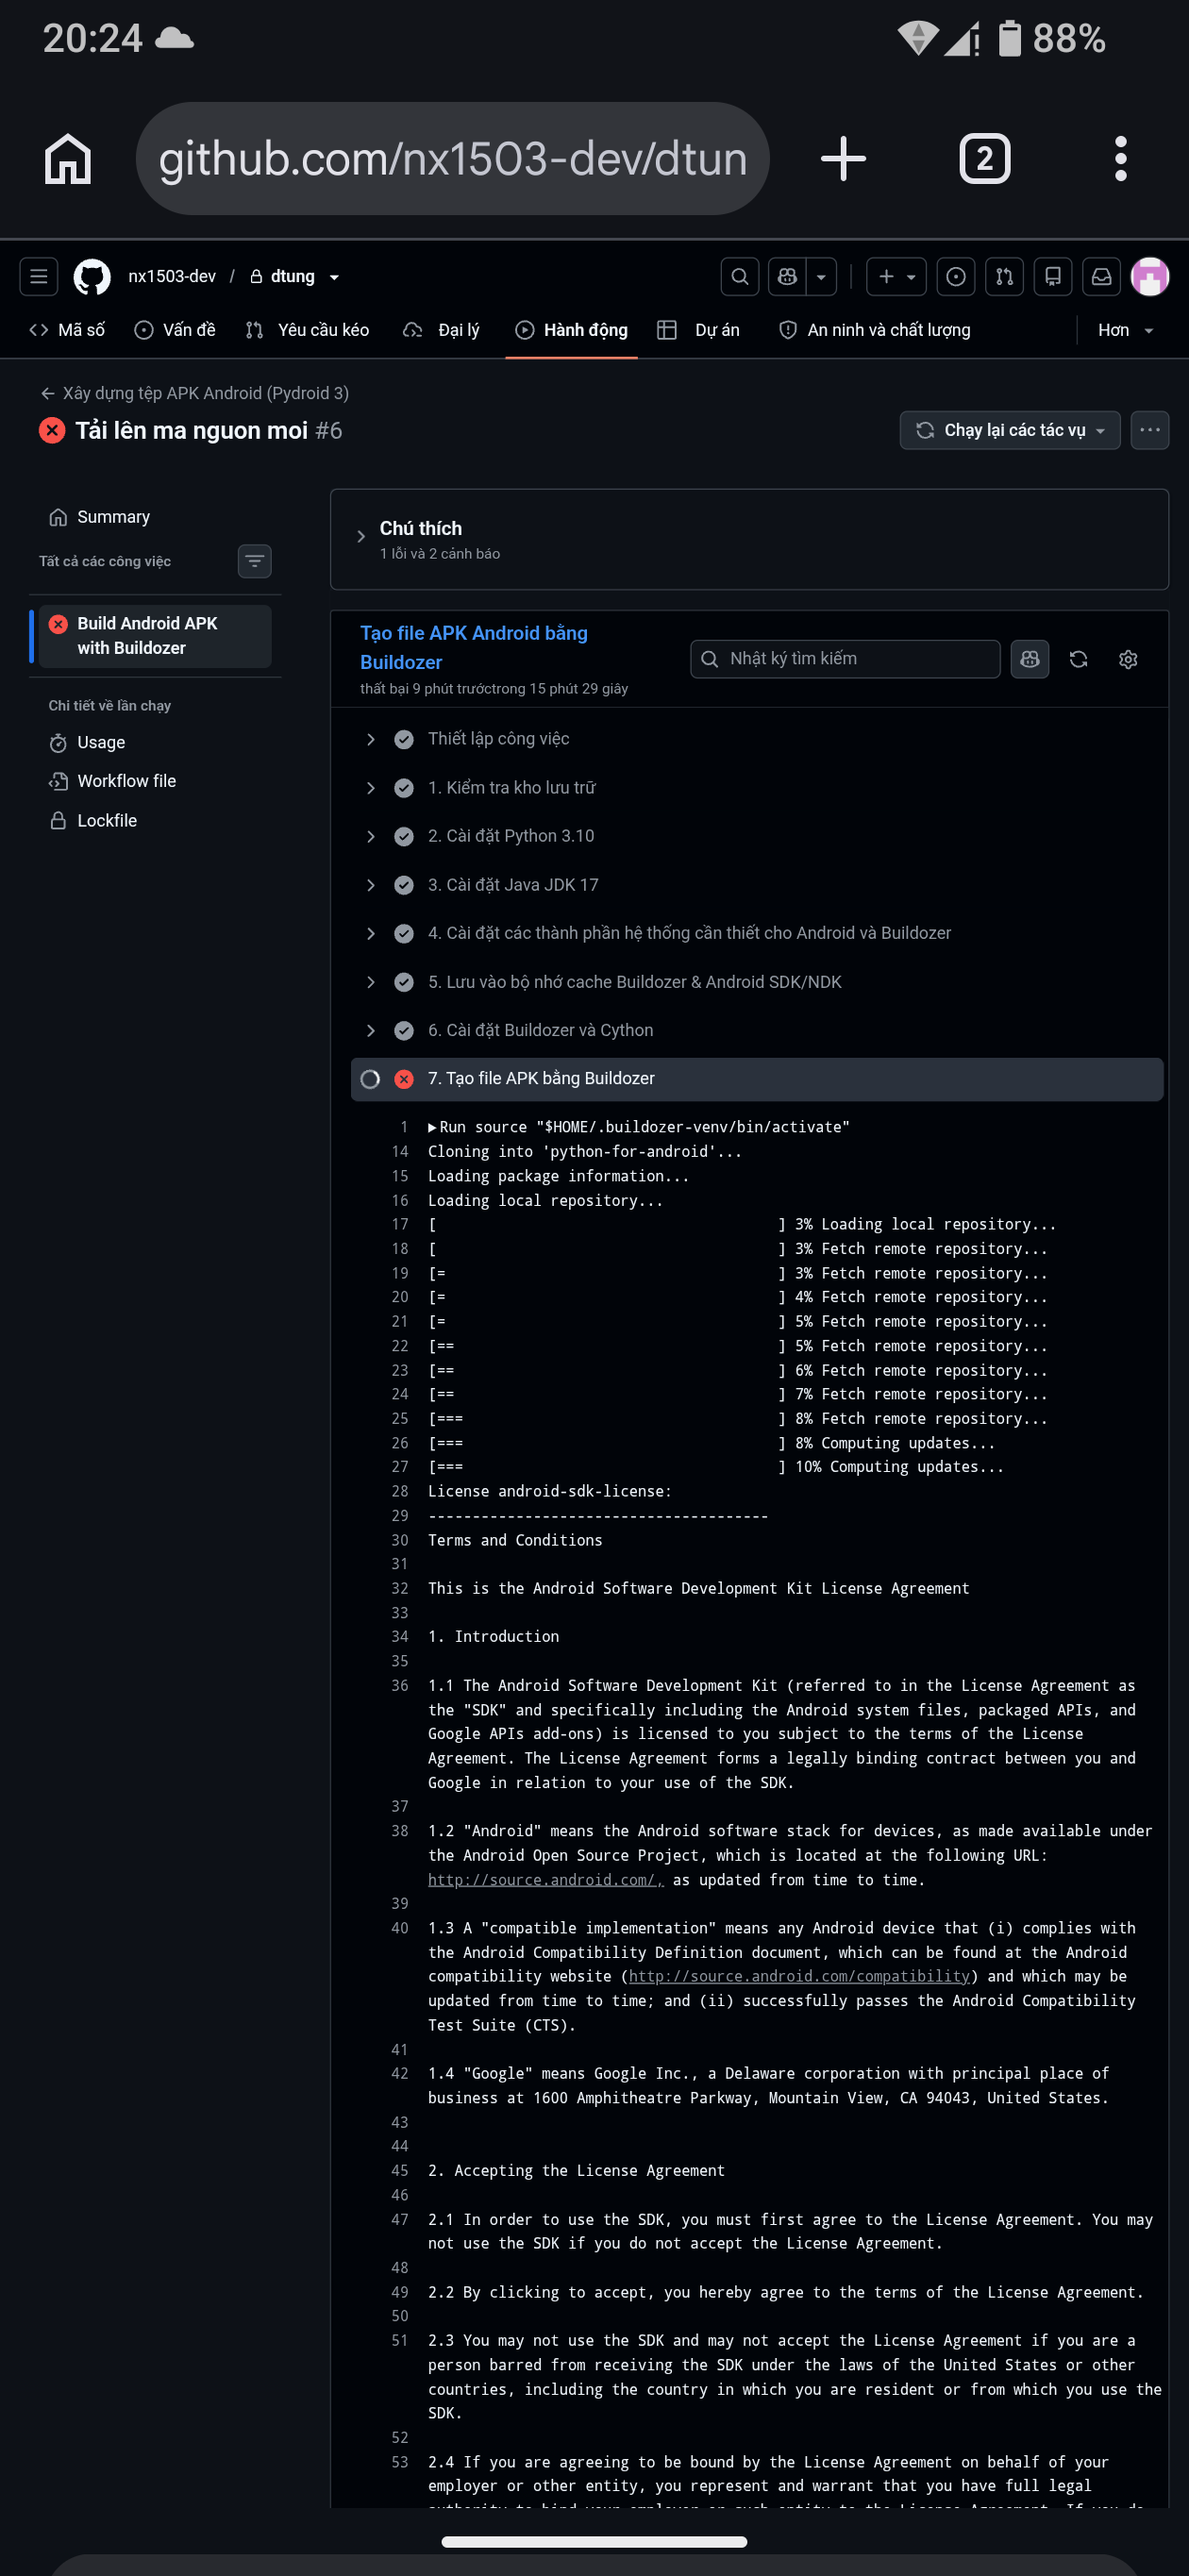 20:24
88%
github.com/nx1503-dev/dtun
2
nx1503-dev / dtung
Mã số
Vấn đề
Yêu cầu kéo
Đại lý
Hành động
Dự án
An ninh và chất lượng
Hơn
Xây dựng tệp APK Android (Pydroid 3)
Tải lên ma nguon moi #6
Chạy lại các tác vụ
Summary
Tất cả các công việc
Build Android APK
with Buildozer
Chi tiết về lần chạy
Usage
Workflow file
Lockfile
Chú thích
1 lỗi và 2 cảnh báo
Tạo file APK Android bằng
Buildozer
thất bại 9 phút trướctrong 15 phút 29 giây
Nhật ký tìm kiếm
Thiết lập công việc
1. Kiểm tra kho lưu trữ
2. Cài đặt Python 3.10
3. Cài đặt Java JDK 17
4. Cài đặt các thành phần hệ thống cần thiết cho Android và Buildozer
5. Lưu vào bộ nhớ cache Buildozer & Android SDK/NDK
6. Cài đặt Buildozer và Cython
7. Tạo file APK bằng Buildozer
1 Run source "$HOME/.buildozer-venv/bin/activate"
14 Cloning into 'python-for-android'...
15 Loading package information...
16 Loading local repository...
17 [ ] 3% Loading local repository...
18 [ ] 3% Fetch remote repository...
19 [= ] 3% Fetch remote repository...
20 [= ] 4% Fetch remote repository...
21 [= ] 5% Fetch remote repository...
22 [== ] 5% Fetch remote repository...
23 [== ] 6% Fetch remote repository...
24 [== ] 7% Fetch remote repository...
25 [=== ] 8% Fetch remote repository...
26 [=== ] 8% Computing updates...
27 [=== ] 10% Computing updates...
28 License android-sdk-license:
29 ---------------------------------------
30 Terms and Conditions
31
32 This is the Android Software Development Kit License Agreement
33
34 1. Introduction
35
36 1.1 The Android Software Development Kit (referred to in the License Agreement as
the "SDK" and specifically including the Android system files, packaged APIs, and
Google APIs add-ons) is licensed to you subject to the terms of the License
Agreement. The License Agreement forms a legally binding contract between you and
Google in relation to your use of the SDK.
37
38 1.2 "Android" means the Android software stack for devices, as made available under
the Android Open Source Project, which is located at the following URL:
http://source.android.com/, as updated from time to time.
39
40 1.3 A "compatible implementation" means any Android device that (i) complies with
the Android Compatibility Definition document, which can be found at the Android
compatibility website (http://source.android.com/compatibility) and which may be
updated from time to time; and (ii) successfully passes the Android Compatibility
Test Suite (CTS).
41
42 1.4 "Google" means Google Inc., a Delaware corporation with principal place of
business at 1600 Amphitheatre Parkway, Mountain View, CA 94043, United States.
43
44
45 2. Accepting the License Agreement
46
47 2.1 In order to use the SDK, you must first agree to the License Agreement. You may
not use the SDK if you do not accept the License Agreement.
48
49 2.2 By clicking to accept, you hereby agree to the terms of the License Agreement.
50
51 2.3 You may not use the SDK and may not accept the License Agreement if you are a
person barred from receiving the SDK under the laws of the United States or other
countries, including the country in which you are resident or from which you use the
SDK.
52
53 2.4 If you are agreeing to be bound by the License Agreement on behalf of your
employer or other entity, you represent and warrant that you have full legal